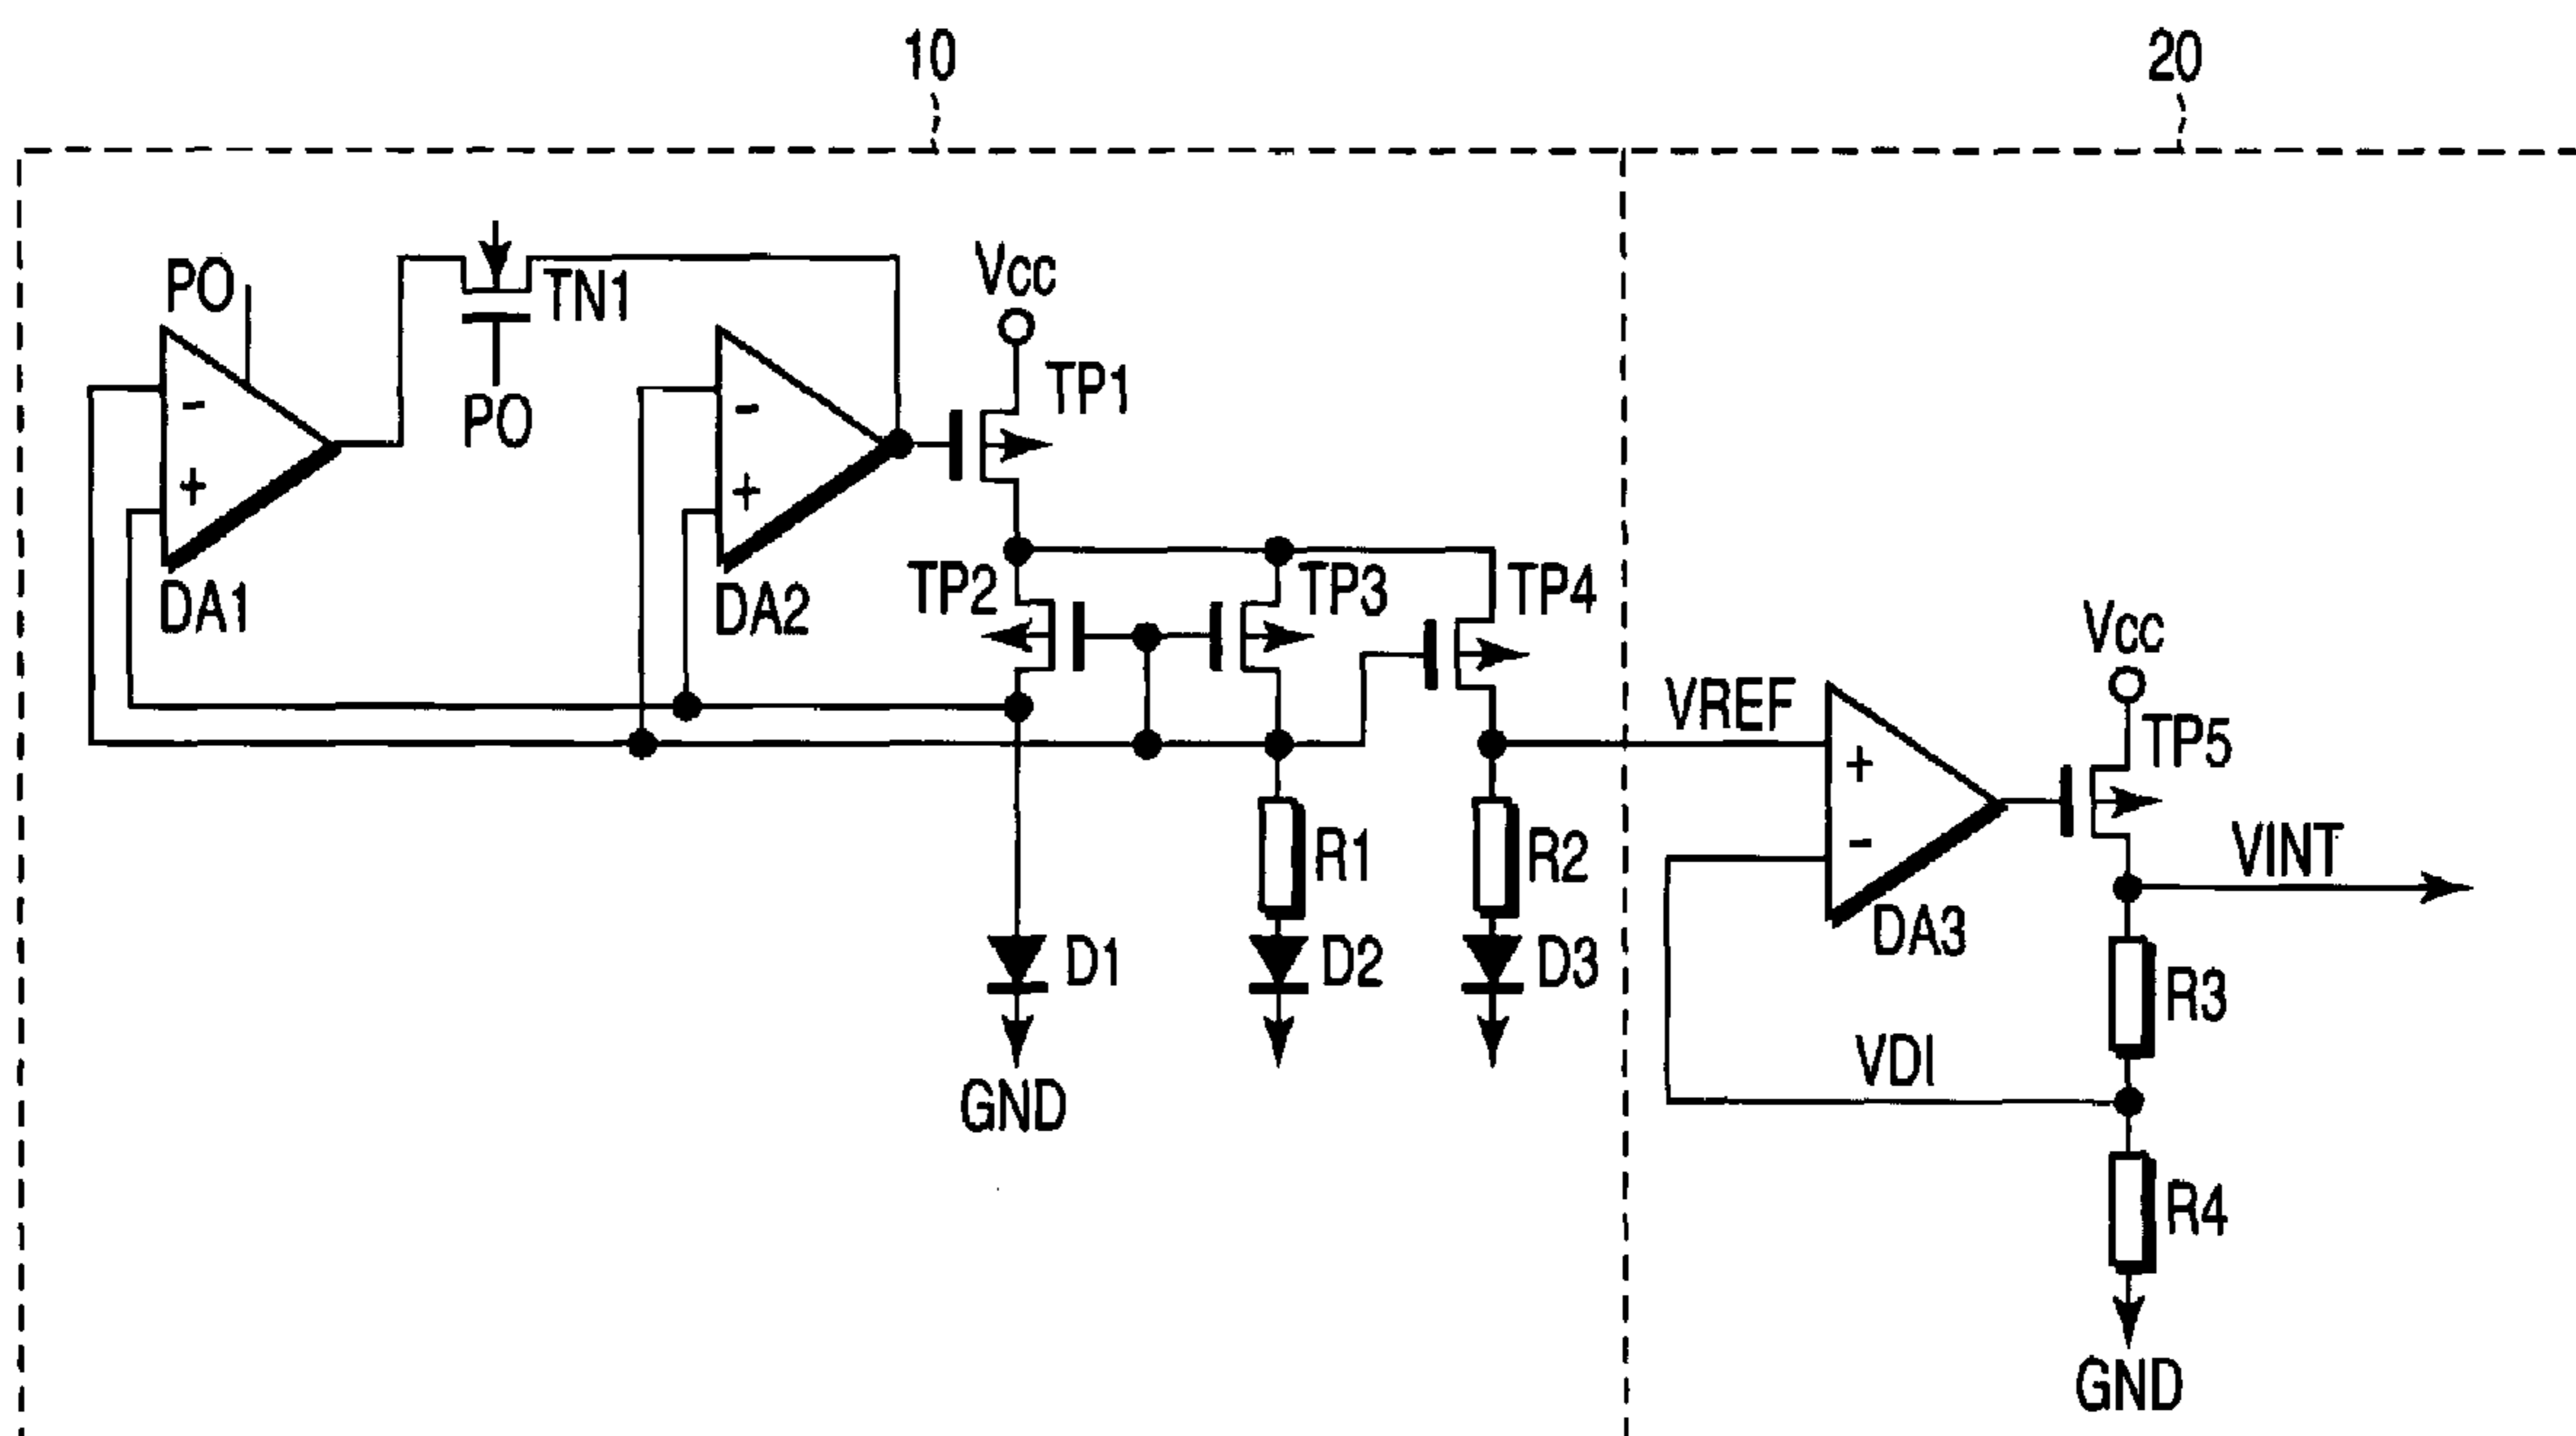 10
20
PO
TN1
PO
Vcc
TP1
-
+
DA1
-
+
DA2
TP2
TP3
TP4
VREF
Vcc
TP5
+
-
DA3
VINT
R1
R2
D1
D2
D3
R3
VDI
GND
R4
GND